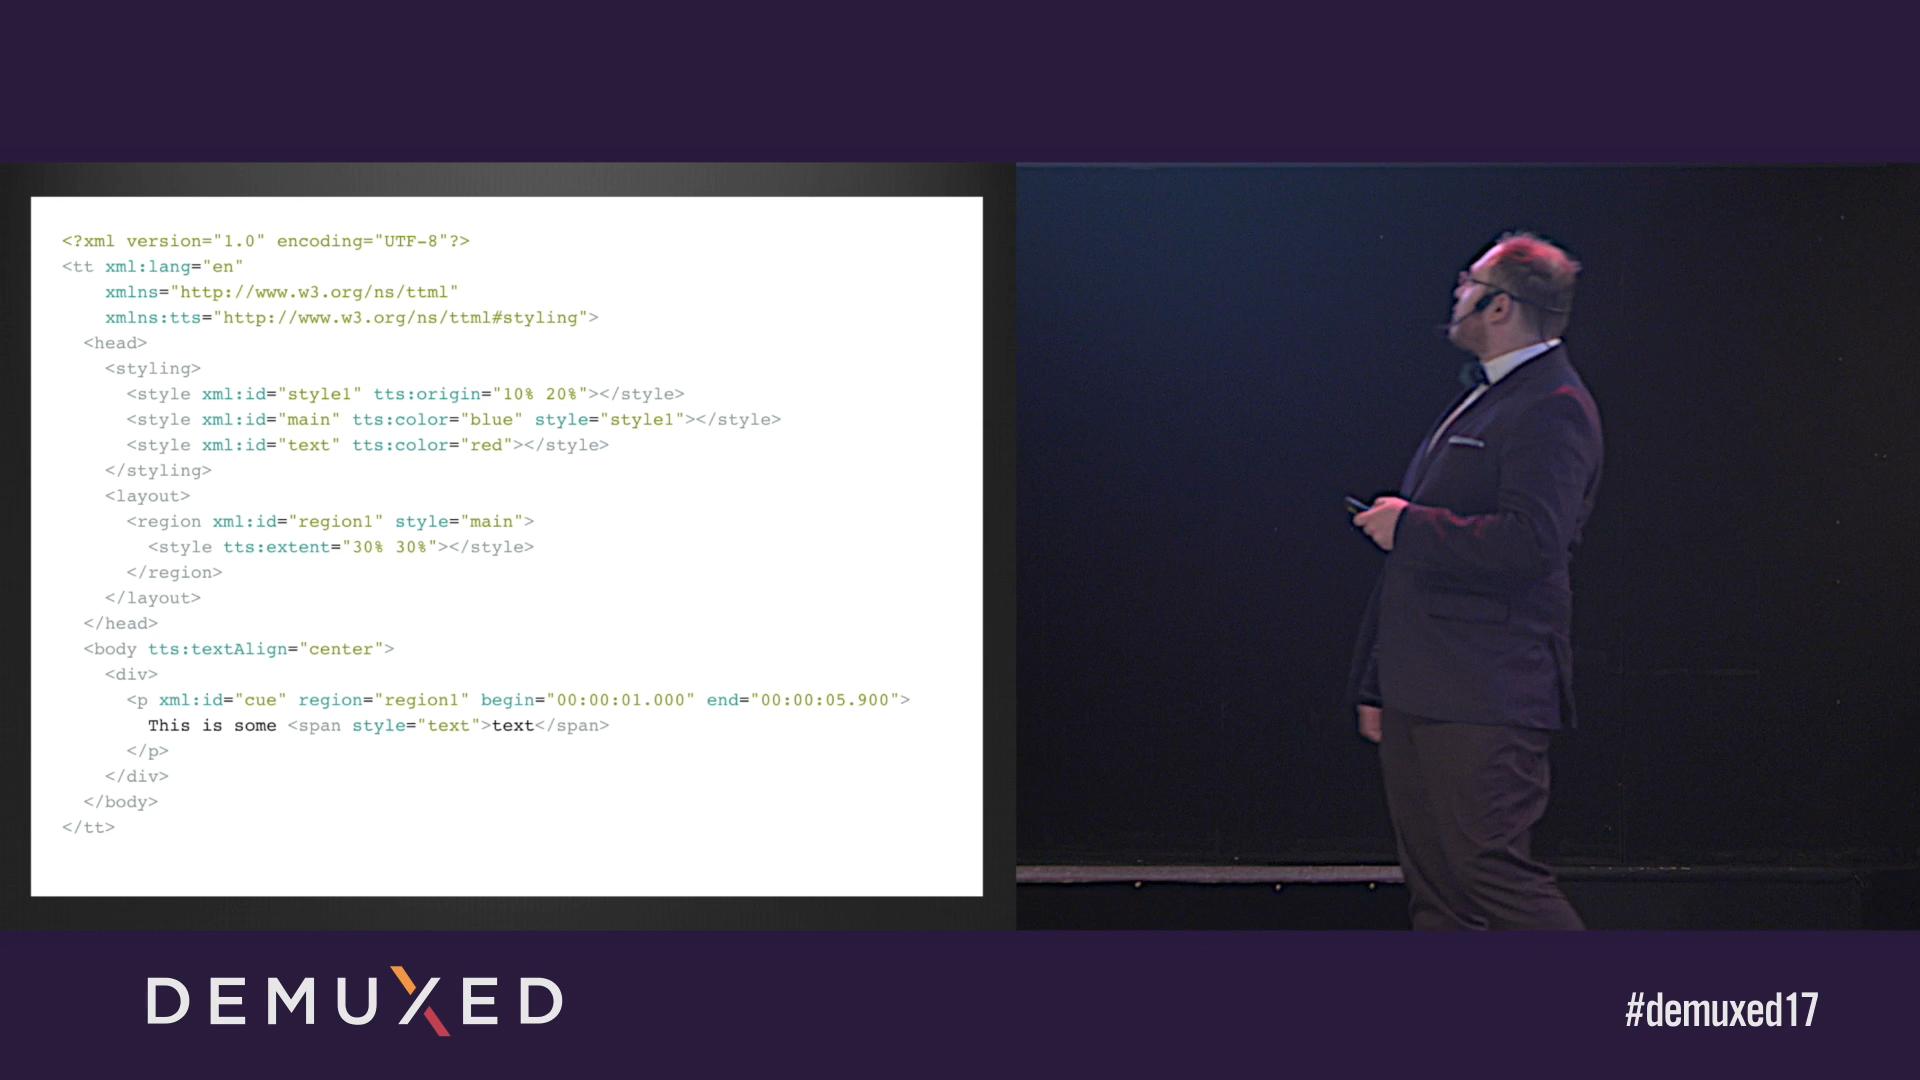 <?xml version="1.0" encoding="UTF-8"?>
<tt xml:lang="en"
xmlns="http://www.w3.org/ns/ttml"
xmlns:tts="http://www.w3.org/ns/ttml#styling">
<head>
<styling>
<style xml:id="style1" tts:origin="10% 20%"></style>
<style xml:id="main" tts:color="blue" style="style1"></style>
<style xml:id="text" tts:color="red"></style>
</styling>
<layout>
<region xml:id="region1" style="main">
<style tts:extent="30% 30%"></style>
</region>
</layout>
</head>
<body tts:textAlign="center">
<div>
<p xml:id="cue" region="region1" begin="00:00:01.000" end="00:00:05.900">
This is some <span style="text">text</span>
</p>
</div>
</body>
</tt>
DEMUXED
#demuxed17